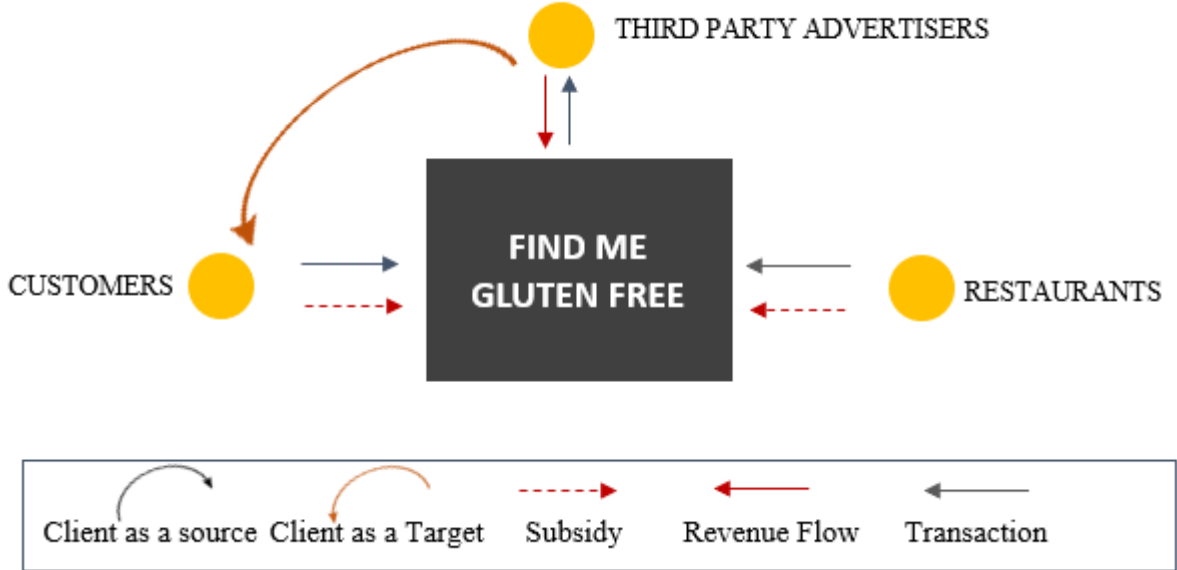 THIRD PARTY ADVERTISERS
FIND ME
GLUTEN FREE
CUSTOMERS
RESTAURANTS
Client as a source
Client as a Target
Subsidy
Revenue Flow
Transaction